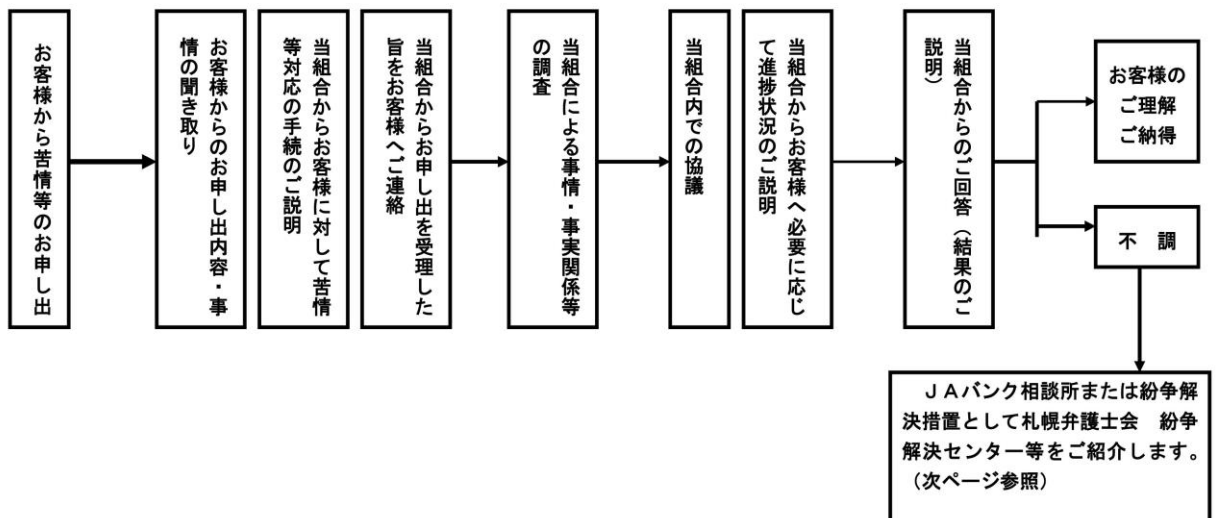 お客様から苦情等のお申し出
お客様からのお申し出内容・事
情の聞き取り
当組合からお客様に対して苦情
等対応の手続のご説明
当組合からお申し出を受理した
旨をお客様へご連絡
当組合による事情・事実関係等
の調査
当組合内での協議
当組合からお客様へ必要に応じ
て進捗状況のご説明
当組合からのご回答（結果のご
説明）
お客様の
ご理解
ご納得
不　調
ＪＡバンク相談所または紛争解
決措置として札幌弁護士会　紛争
解決センター等をご紹介します。
（次ページ参照）